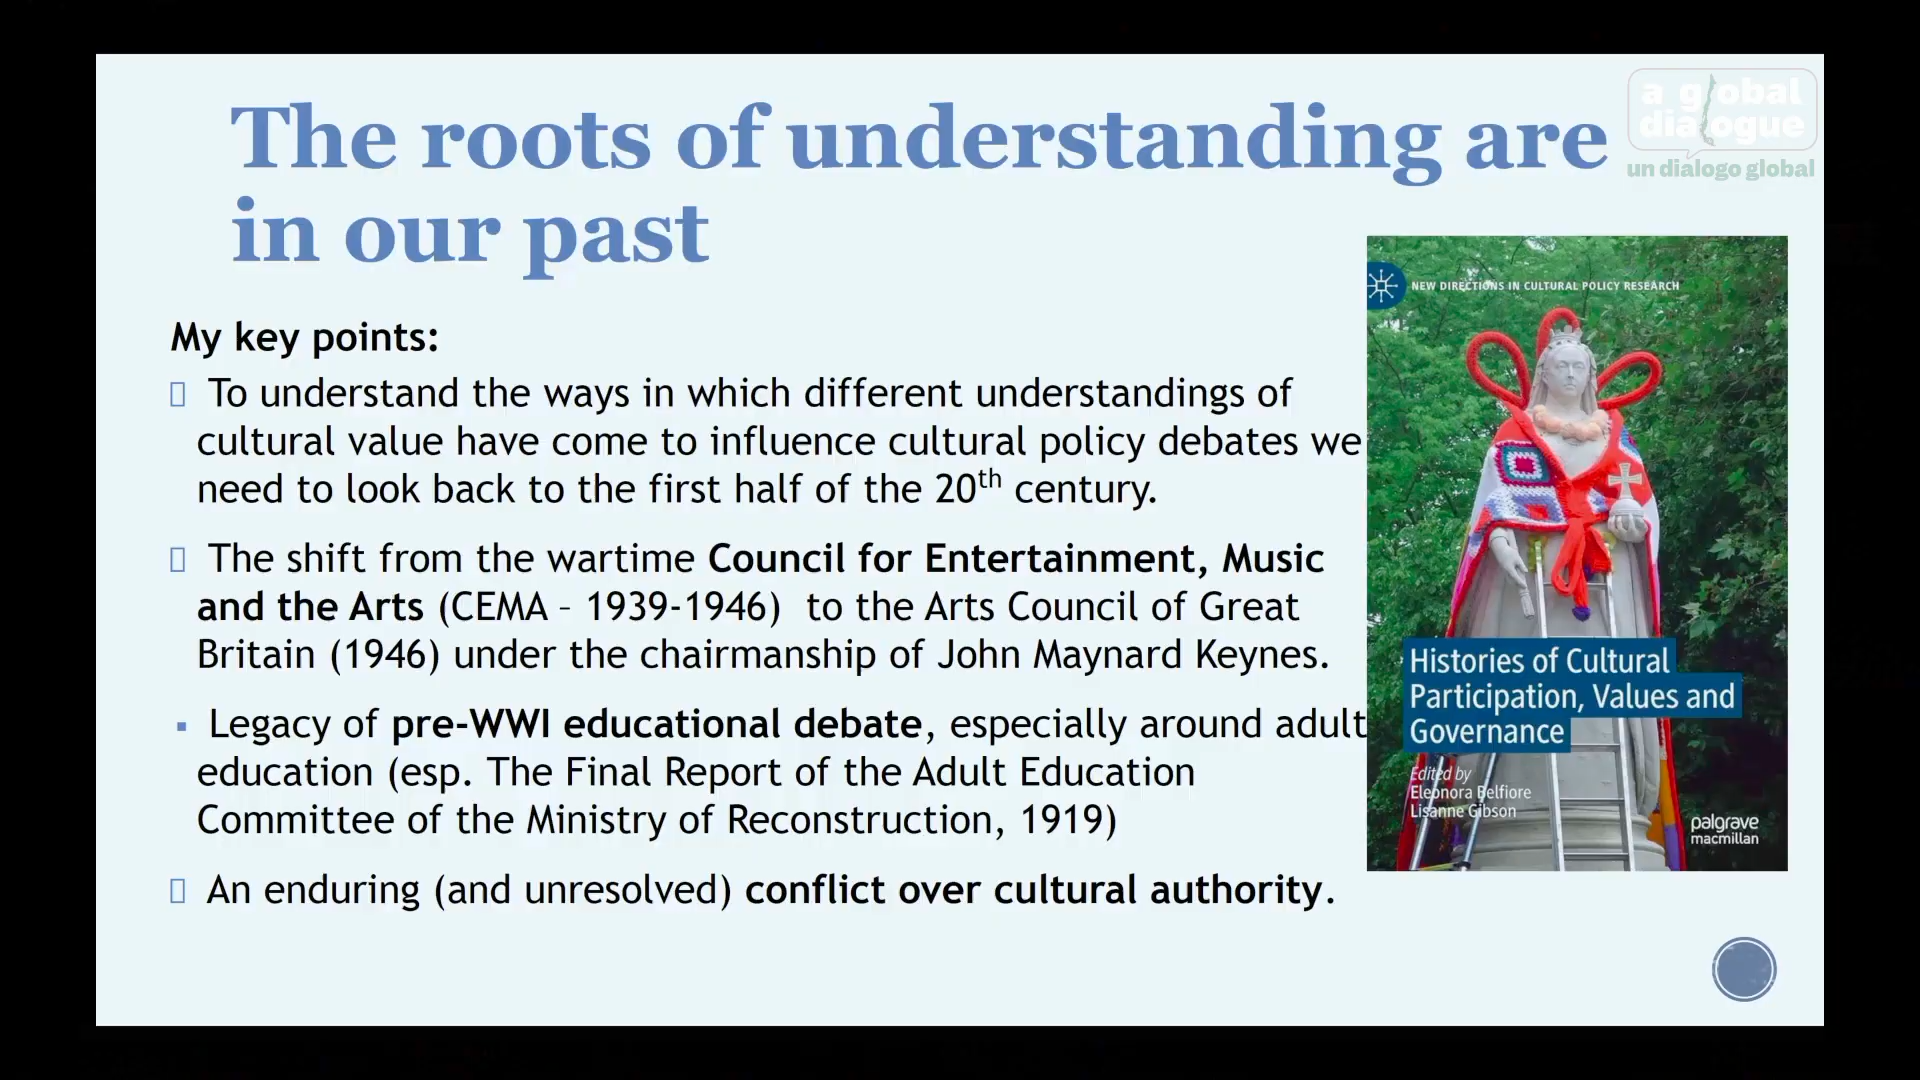 The roots of understanding are
in our past
a global
dialogue
un dialogo global
My key points:
To understand the ways in which different understandings of
cultural value have come to influence cultural policy debates we
need to look back to the first half of the 20th century.
The shift from the wartime Council for Entertainment, Music
and the Arts (CEMA – 1939-1946) to the Arts Council of Great
Britain (1946) under the chairmanship of John Maynard Keynes.
▪ Legacy of pre-WWI educational debate, especially around adult
education (esp. The Final Report of the Adult Education
Committee of the Ministry of Reconstruction, 1919)
An enduring (and unresolved) conflict over cultural authority.
NEW DIRECTIONS IN CULTURAL POLICY RESEARCH
Histories of Cultural
Participation, Values and
Governance
Edited by
Eleonora Belfiore
Lisanne Gibson
palgrave
macmillan